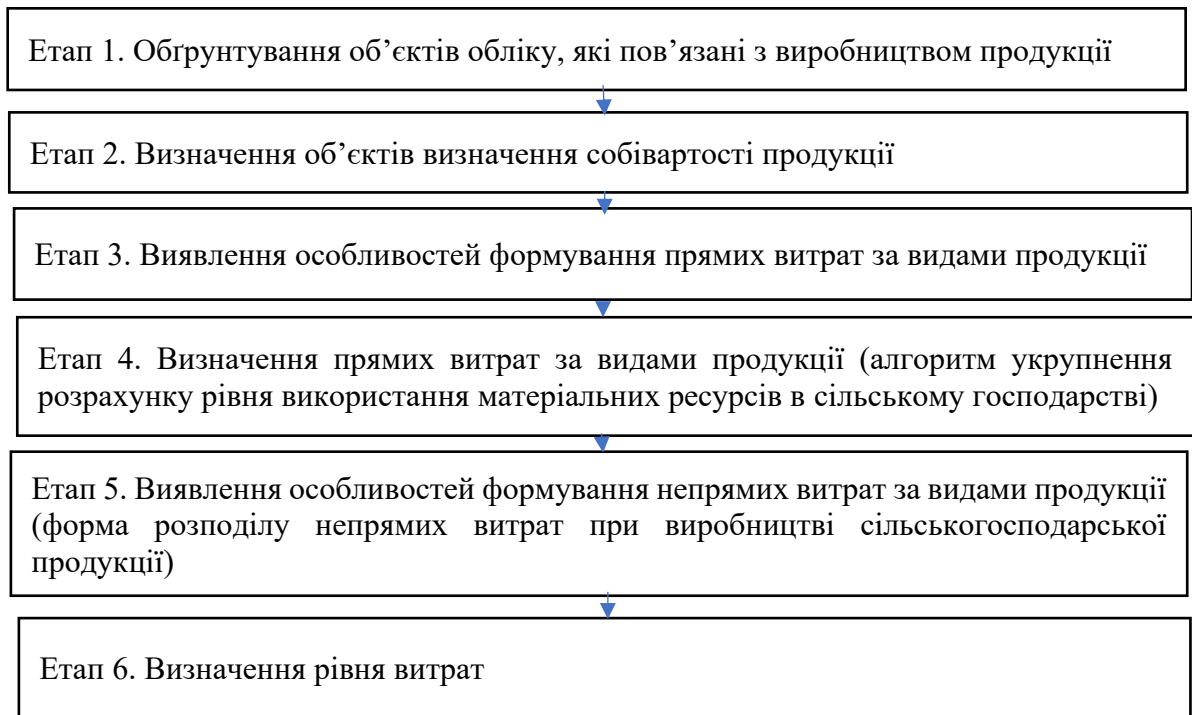 Етап 1. Обґрунтування об’єктів обліку, які пов’язані з виробництвом продукції
Етап 2. Визначення об’єктів визначення собівартості продукції
Етап 3. Виявлення особливостей формування прямих витрат за видами продукції
Етап 4. Визначення прямих витрат за видами продукції (алгоритм укрупнення
розрахунку рівня використання матеріальних ресурсів в сільському господарстві)
Етап 5. Виявлення особливостей формування непрямих витрат за видами продукції
(форма розподілу непрямих витрат при виробництві сільськогосподарської
продукції)
Етап 6. Визначення рівня витрат